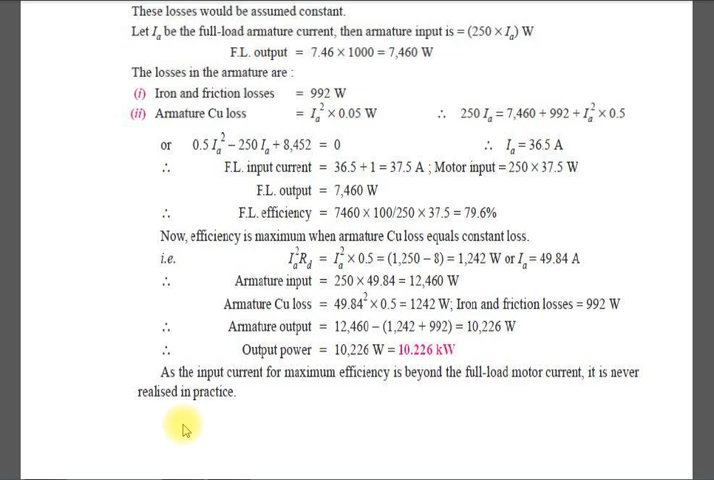 These losses would be assumed constant.
Let Iₐ be the full-load armature current, then armature input is = (250 × Iₐ) W
F.L. output = 7.46 × 1000 = 7,460 W
The losses in the armature are :
(i) Iron and friction losses = 992 W
(ii) Armature Cu loss = Iₐ² × 0.05 W ∴ 250 Iₐ = 7,460 + 992 + Iₐ² × 0.5
or 0.5 Iₐ² − 250 Iₐ + 8,452 = 0 ∴ Iₐ = 36.5 A
∴ F.L. input current = 36.5 + 1 = 37.5 A ; Motor input = 250 × 37.5 W
F.L. output = 7,460 W
∴ F.L. efficiency = 7460 × 100/250 × 37.5 = 79.6%
Now, efficiency is maximum when armature Cu loss equals constant loss.
i.e. Iₐ²R_d = Iₐ² × 0.5 = (1,250 − 8) = 1,242 W or Iₐ = 49.84 A
∴ Armature input = 250 × 49.84 = 12,460 W
Armature Cu loss = 49.84² × 0.5 = 1242 W; Iron and friction losses = 992 W
∴ Armature output = 12,460 − (1,242 + 992) = 10,226 W
∴ Output power = 10,226 W = 10.226 kW
As the input current for maximum efficiency is beyond the full-load motor current, it is never
realised in practice.